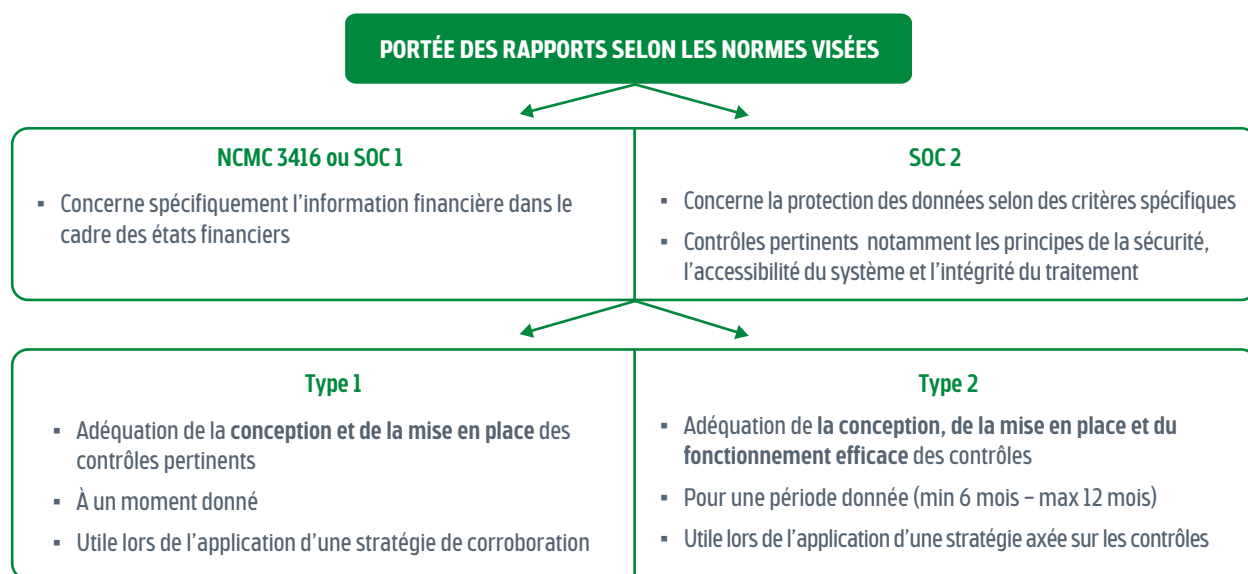 PORTÉE DES RAPPORTS SELON LES NORMES VISÉES
NCMC 3416 ou SOC 1
▪ Concerne spécifiquement l’information financière dans le
cadre des états financiers
SOC 2
▪ Concerne la protection des données selon des critères spécifiques
▪ Contrôles pertinents notamment les principes de la sécurité,
l’accessibilité du système et l’intégrité du traitement
Type 1
▪ Adéquation de la conception et de la mise en place des
contrôles pertinents
▪ À un moment donné
▪ Utile lors de l’application d’une stratégie de corroboration
Type 2
▪ Adéquation de la conception, de la mise en place et du
fonctionnement efficace des contrôles
▪ Pour une période donnée (min 6 mois – max 12 mois)
▪ Utile lors de l’application d’une stratégie axée sur les contrôles